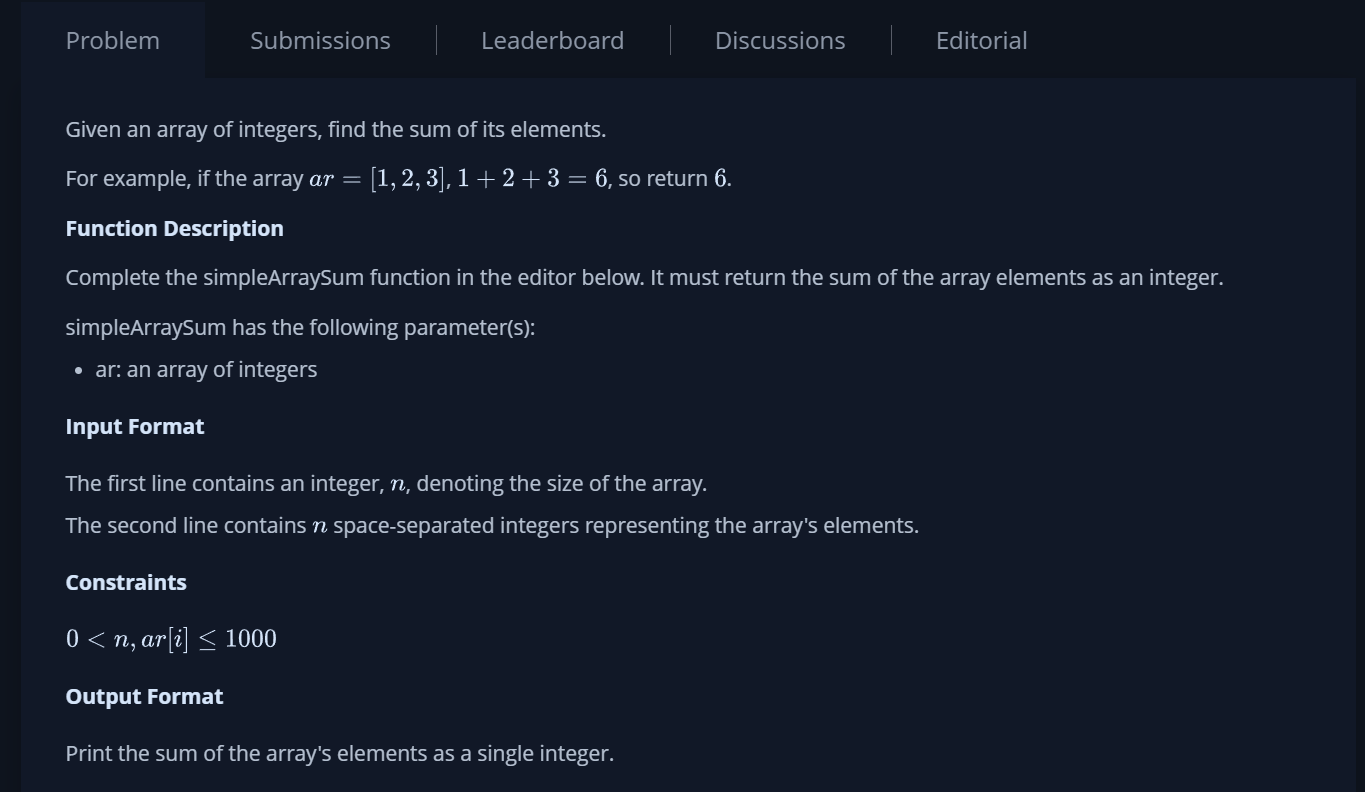 Problem Submissions Leaderboard Discussions Editorial
Given an array of integers, find the sum of its elements.
For example, if the array ar = [1, 2, 3], 1 + 2 + 3 = 6, so return 6.
Function Description
Complete the simpleArraySum function in the editor below. It must return the sum of the array elements as an integer.
simpleArraySum has the following parameter(s):
• ar: an array of integers
Input Format
The first line contains an integer, n, denoting the size of the array.
The second line contains n space-separated integers representing the array's elements.
Constraints
0 < n, ar[i] ≤ 1000
Output Format
Print the sum of the array's elements as a single integer.